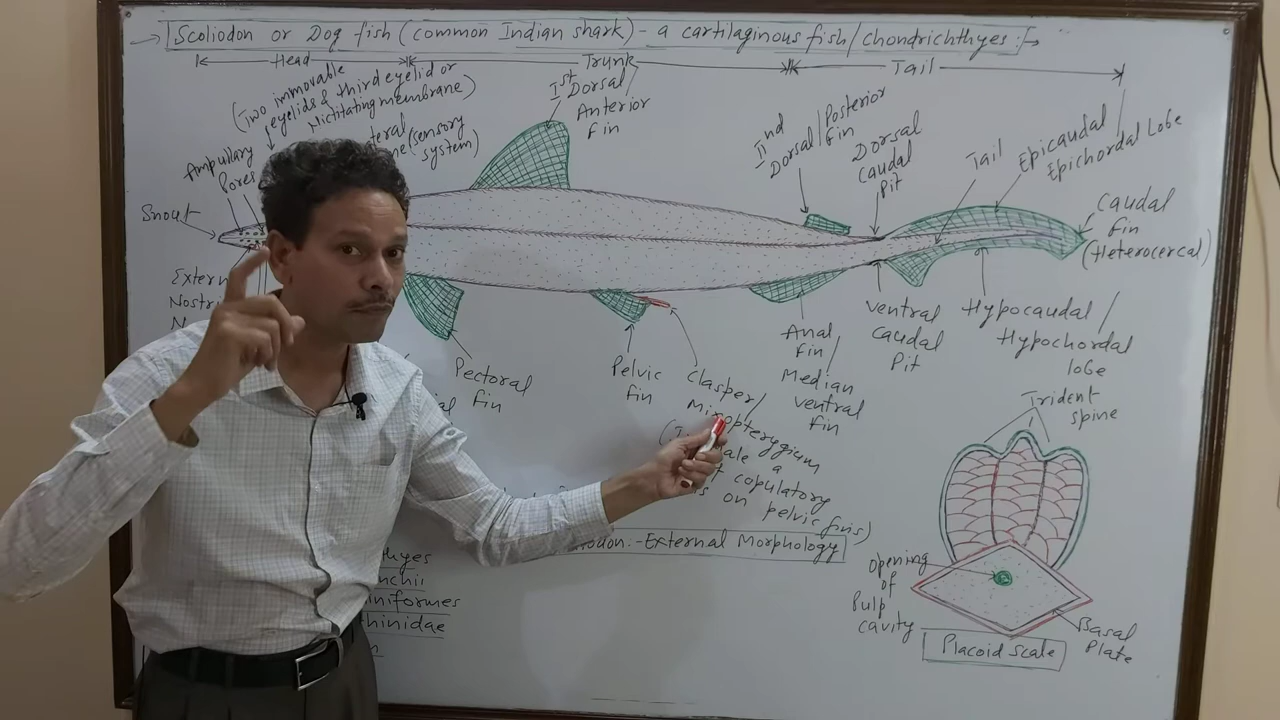 Scoliodon or Dog fish (common Indian shark) - a cartilaginous fish/chondrichthyes :-
Head
Trunk
Tail
(Two immovable
eyelids & third eyelid or
Nictitating membrane)
(sensory
system)
Ampullary
Pores
Snout
Ist Dorsal
Anterior
fin
IInd
Dorsal/
Posterior
fin
Dorsal
caudal
pit
Tail
Epicaudal
Epichordal Lobe
Caudal
fin
(Heterocercal)
Pectoral
fin
Pelvic
fin
Clasper/
Mixopterygium
copulatory
on pelvic fins)
Anal
fin/
Median
ventral
fin
Ventral
Caudal
Pit
Hypocaudal/
Hypochordal
lobe
Trident
spine
-External Morphology
Opening
of
Pulp
cavity
Basal
Plate
Placoid Scale